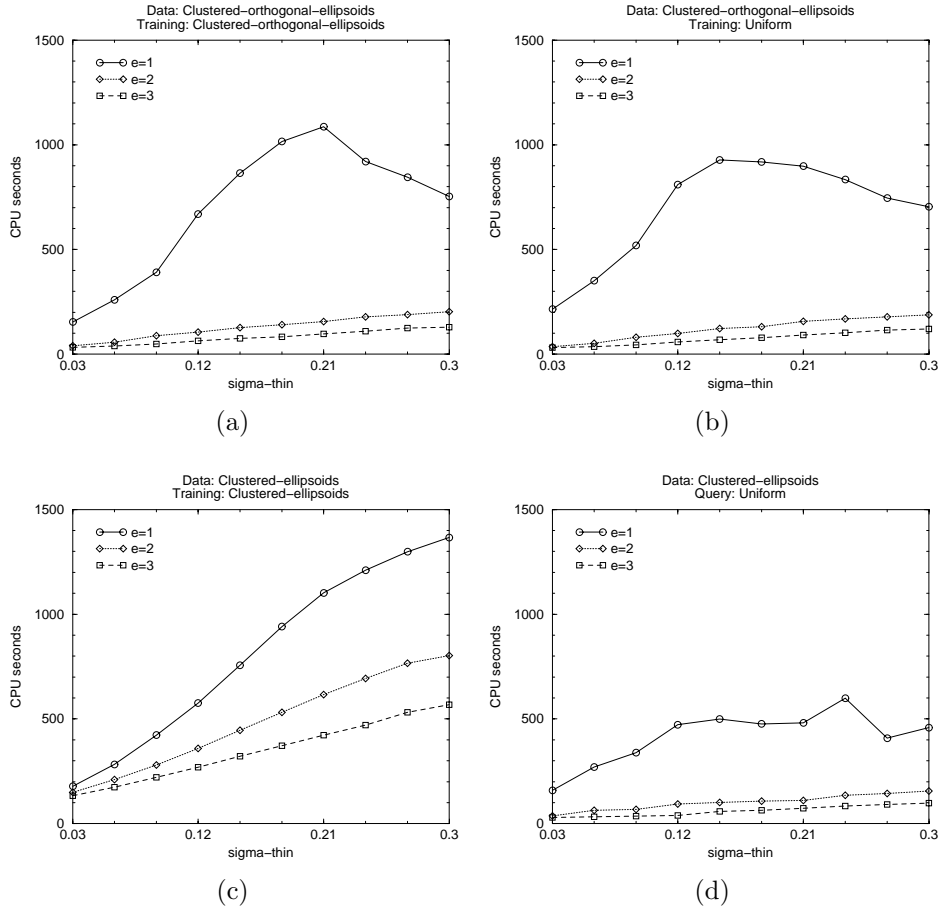 Data: Clustered−orthogonal−ellipsoids
Training: Clustered−orthogonal−ellipsoids
1500
1000
500
0
CPU seconds
e=1
e=2
e=3
0.03
0.12
0.21
0.3
sigma−thin
(a)
Data: Clustered−orthogonal−ellipsoids
Training: Uniform
1500
1000
500
0
CPU seconds
e=1
e=2
e=3
0.03
0.12
0.21
0.3
sigma−thin
(b)
Data: Clustered−ellipsoids
Training: Clustered−ellipsoids
1500
1000
500
0
CPU seconds
e=1
e=2
e=3
0.03
0.12
0.21
0.3
sigma−thin
(c)
Data: Clustered−ellipsoids
Query: Uniform
1500
1000
500
0
CPU seconds
e=1
e=2
e=3
0.03
0.12
0.21
0.3
sigma−thin
(d)